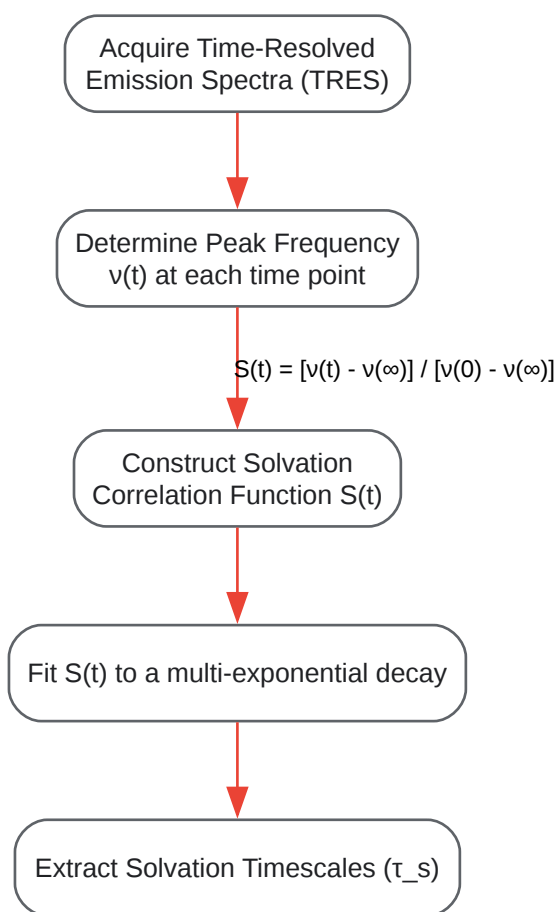 Acquire Time-Resolved
Emission Spectra (TRES)
Determine Peak Frequency
ν(t) at each time point
S(t) = [ν(t) - ν(∞)] / [ν(0) - ν(∞)]
Construct Solvation
Correlation Function S(t)
Fit S(t) to a multi-exponential decay
Extract Solvation Timescales (τ_s)